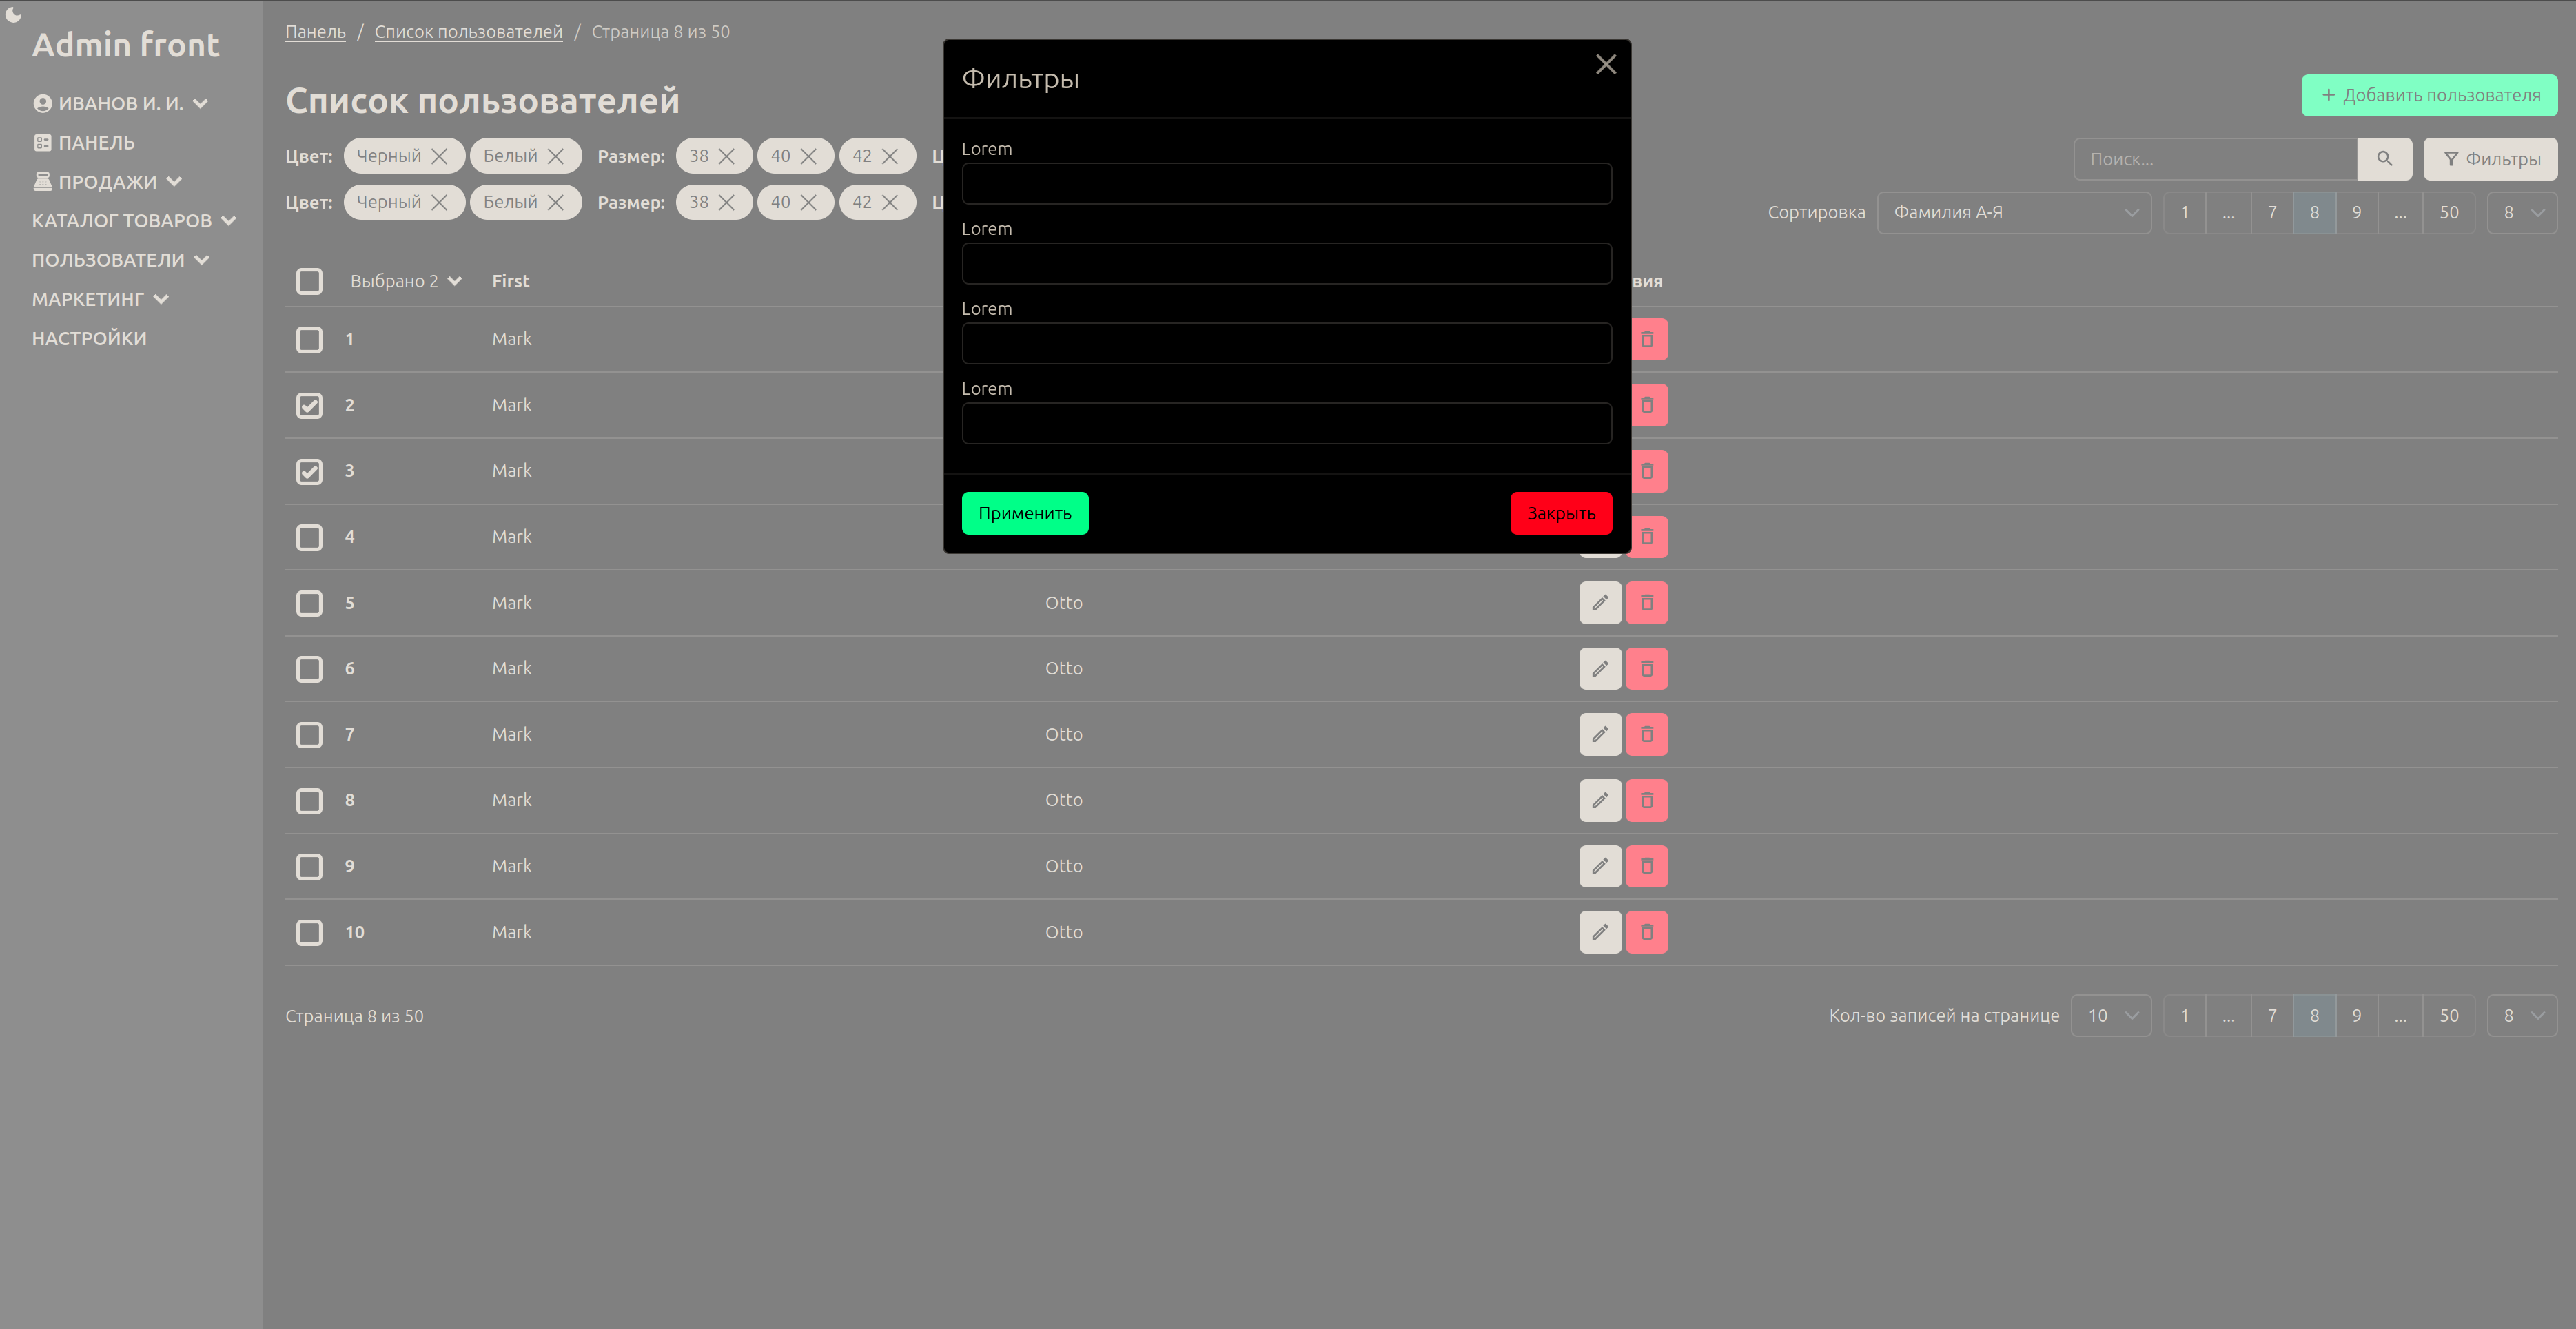 Admin front
ИВАНОВ И. И.
ПАНЕЛЬ
ПРОДАЖИ
КАТАЛОГ ТОВАРОВ
ПОЛЬЗОВАТЕЛИ
МАРКЕТИНГ
НАСТРОЙКИ
Панель / Список пользователей / Страница 8 из 50
Список пользователей
+ Добавить пользователя
Цвет: Черный Белый Размер: 38 40 42
Поиск... Фильтры
Цвет: Черный Белый Размер: 38 40 42
Сортировка Фамилия А-Я 1 ... 7 8 9 ... 50 8
Выбрано 2 First вия
1 Mark
2 Mark
3 Mark
4 Mark
5 Mark Otto
6 Mark Otto
7 Mark Otto
8 Mark Otto
9 Mark Otto
10 Mark Otto
Страница 8 из 50 Кол-во записей на странице 10 1 ... 7 8 9 ... 50 8
Фильтры
Lorem
Lorem
Lorem
Lorem
Применить Закрыть